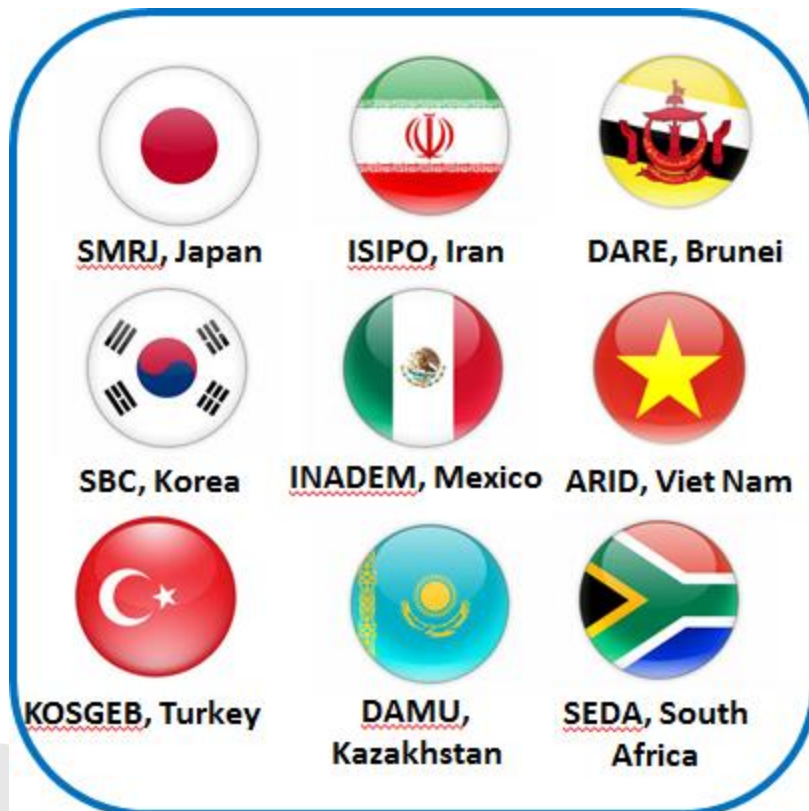 SMRJ, Japan
ISIPO, Iran
DARE, Brunei
SBC, Korea
INADEM, Mexico
ARID, Viet Nam
KOSGEB, Turkey
DAMU,
Kazakhstan
SEDA, South
Africa